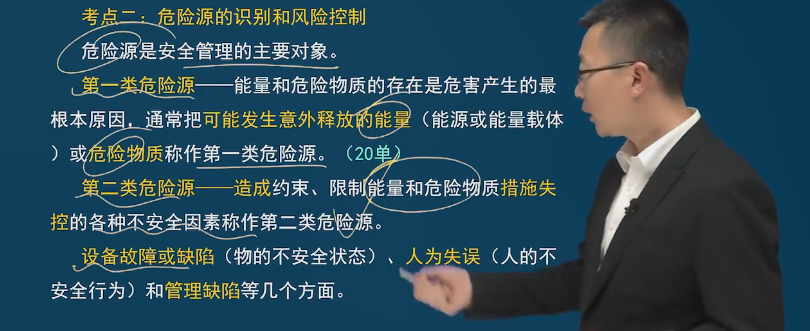 考点二：危险源的识别和风险控制
危险源是安全管理的主要对象。
第一类危险源——能量和危险物质的存在是危害产生的最
根本原因，通常把可能发生意外释放的能量（能源或能量载体
）或危险物质称作第一类危险源。（20单）
第二类危险源——造成约束、限制能量和危险物质措施失
控的各种不安全因素称作第二类危险源。
设备故障或缺陷（物的不安全状态）、人为失误（人的不
安全行为）和管理缺陷等几个方面。